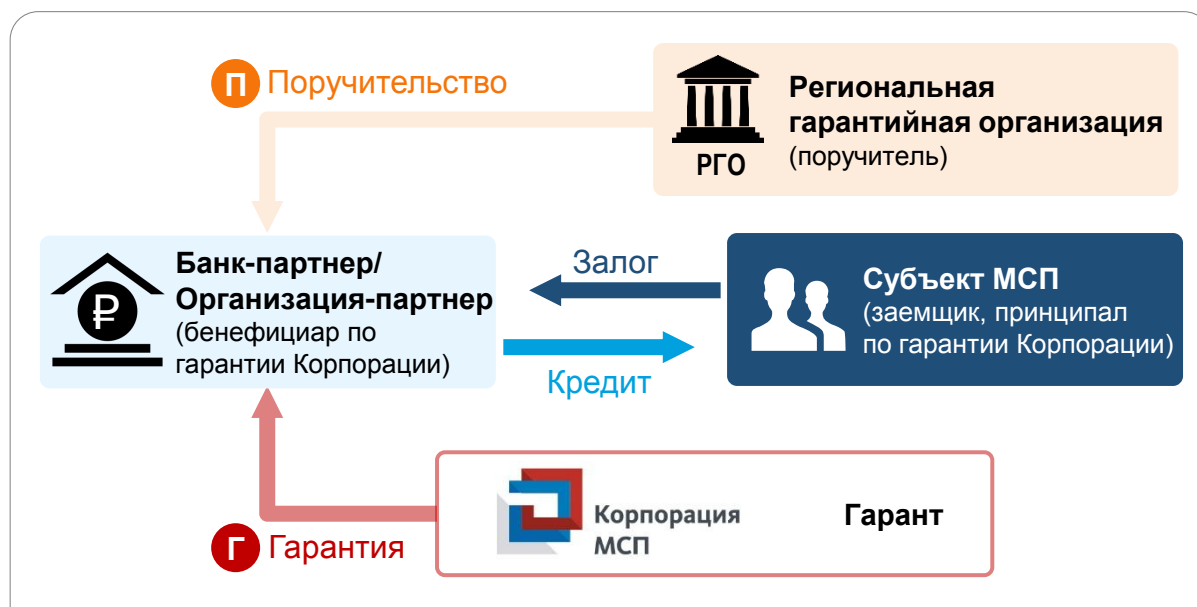 П Поручительство
Региональная
гарантийная организация
(поручитель)
РГО
Банк-партнер/
Организация-партнер
(бенефициар по
гарантии Корпорации)
₽
Залог
Кредит
Субъект МСП
(заемщик, принципал
по гарантии Корпорации)
Г Гарантия
Корпорация
МСП
Гарант